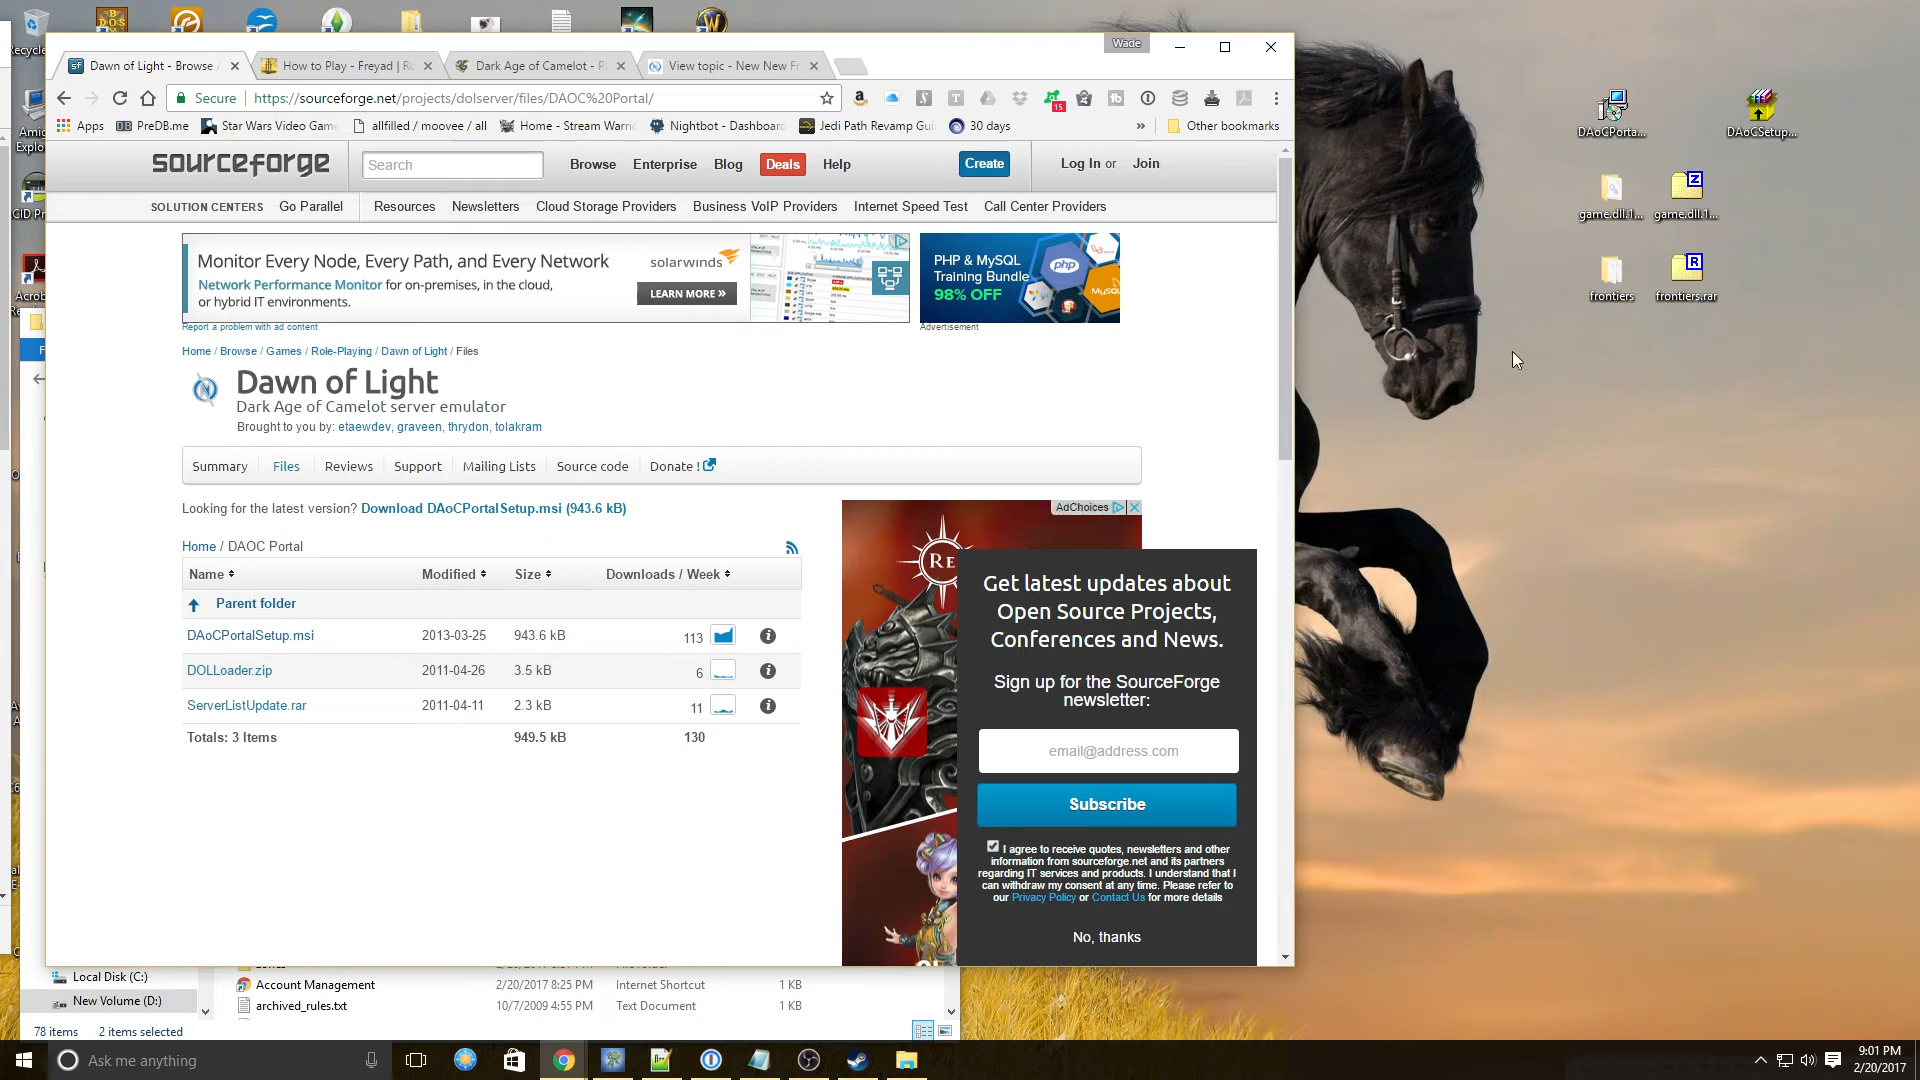 Wade
Dawn of Light - Browse
How to Play - Freyad | Ro
Dark Age of Camelot - Pl
View topic - New New Fr
Secure
https://sourceforge.net/projects/dolserver/files/DAOC%20Portal/
15
Apps
PreDB.me
Star Wars Video Game
allfilled / moovee / all
Home - Stream Warrio
Nightbot - Dashboard
Jedi Path Revamp Gui
30 days
»
Other bookmarks
sourceforge
Search
Browse
Enterprise
Blog
Deals
Help
Create
Log In or Join
SOLUTION CENTERS
Go Parallel
Resources
Newsletters
Cloud Storage Providers
Business VoIP Providers
Internet Speed Test
Call Center Providers
Monitor Every Node, Every Path, and Every Network
Network Performance Monitor for on-premises, in the cloud,
or hybrid IT environments.
solarwinds
LEARN MORE »
PHP & MySQL
Training Bundle
98% OFF
php
MySQL
Report a problem with ad content
Advertisement
Home / Browse / Games / Role-Playing / Dawn of Light / Files
Dawn of Light
Dark Age of Camelot server emulator
Brought to you by: etaewdev, graveen, thrydon, tolakram
Summary
Files
Reviews
Support
Mailing Lists
Source code
Donate !
Looking for the latest version? Download DAoCPortalSetup.msi (943.6 kB)
AdChoices
Home / DAOC Portal
Name
Modified
Size
Downloads / Week
Parent folder
DAoCPortalSetup.msi 2013-03-25 943.6 kB 113
DOLLoader.zip 2011-04-26 3.5 kB 6
ServerListUpdate.rar 2011-04-11 2.3 kB 11
Totals: 3 Items 949.5 kB 130
RE
Get latest updates about
Open Source Projects,
Conferences and News.
Sign up for the SourceForge
newsletter:
email@address.com
Subscribe
I agree to receive quotes, newsletters and other
information from sourceforge.net and its partners
regarding IT services and products. I understand that I
can withdraw my consent at any time. Please refer to
our Privacy Policy or Contact Us for more details
No, thanks
DAoCPorta...
DAoCSetup...
game.dll.1...
Z
game.dll.1...
frontiers
R
frontiers.rar
Local Disk (C:)
New Volume (D:)
Account Management 2/20/2017 8:25 PM Internet Shortcut 1 KB
archived_rules.txt 10/7/2009 4:55 PM Text Document 1 KB
78 items
2 items selected
Ask me anything
9:01 PM
2/20/2017